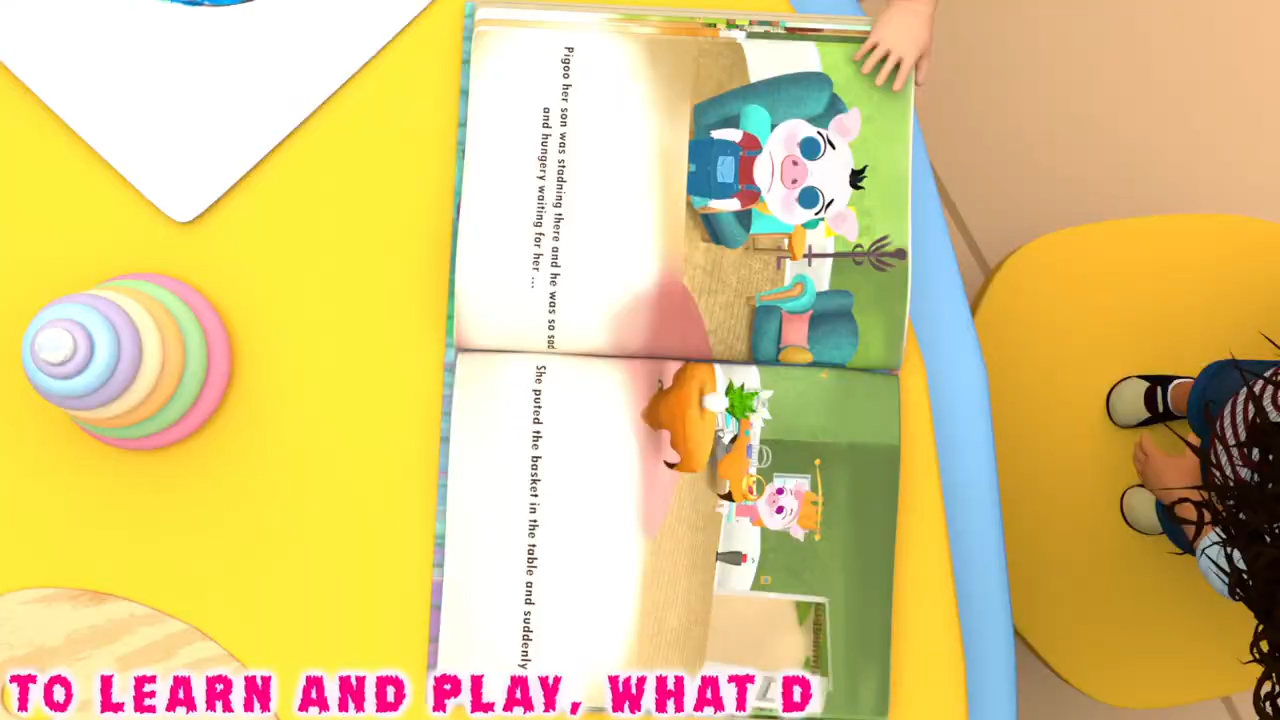 Pigoo her son was stadning there and he was so sad
and hungery waiting for her ...
She puted the basket in the table and suddenly
TO LEARN AND PLAY, WHAT D